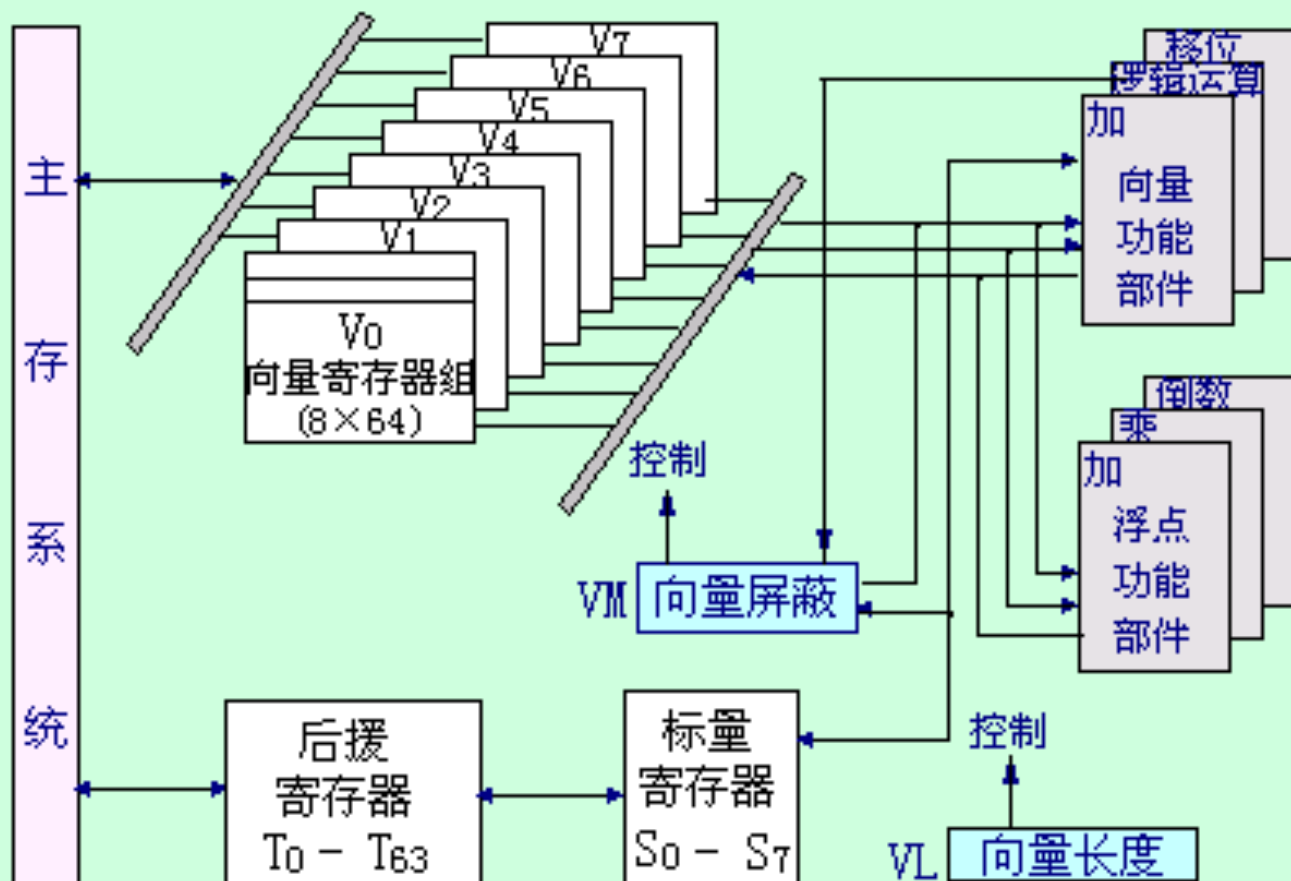 主
存
系
统
V7
V6
V5
V4
V3
V2
V1
V0
向量寄存器组
(8×64)
移位
逻辑运算
加
向量
功能
部件
倒数
乘
加
浮点
功能
部件
控制
VM
向量屏蔽
后援
寄存器
T0 - T63
标量
寄存器
S0 - S7
控制
VL
向量长度